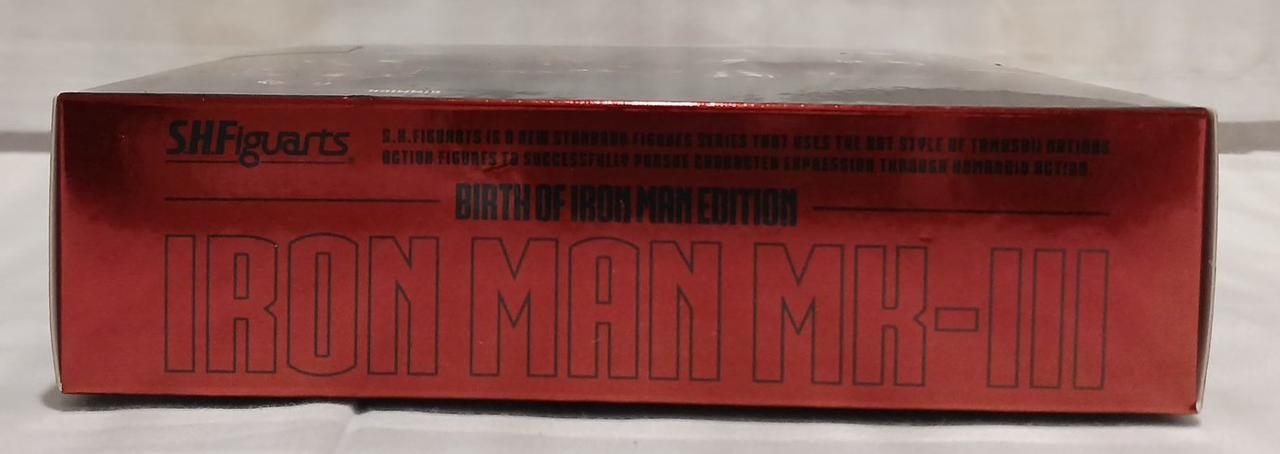 S.H.Figuarts
S.H.FIGUARTS IS A NEW STANDARD FIGURES SERIES THAT USES THE HOT STYLE OF TAMASHII NATIONS
ACTION FIGURES TO SUCCESSFULLY PURSUE CHARACTER EXPRESSION THROUGH HUMANOID ACTION.
BIRTH OF IRON MAN EDITION
IRON MAN MK-III